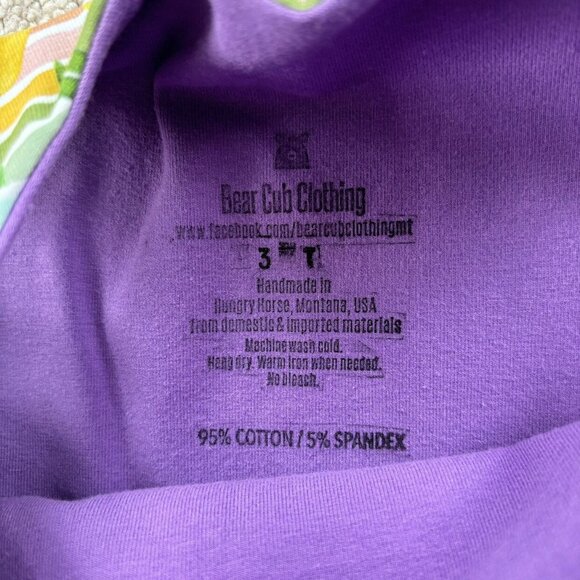 Bear Cub Clothing
www.facebook.com/bearcubclothingmt
3 T
Handmade in
Hungry Horse, Montana, USA
from domestic & imported materials
Machine wash cold.
Hang dry. Warm iron when needed.
No bleach.
95% COTTON / 5% SPANDEX